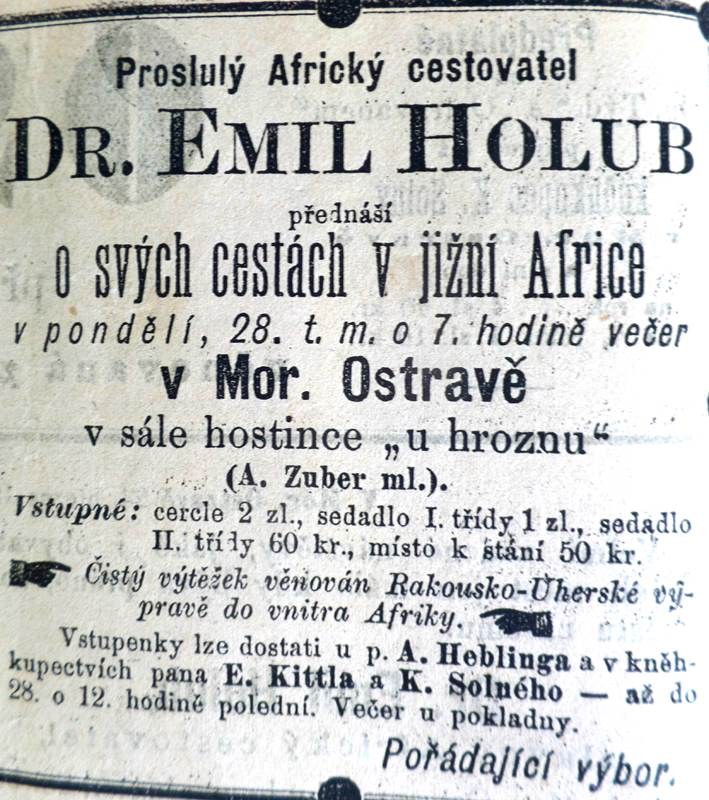 Proslulý Africký cestovatel
DR. EMIL HOLUB
přednáší
o svých cestách v jižní Africe
v pondělí, 28. t. m. o 7. hodině večer
v Mor. Ostravě
v sále hostince „u hroznu“
(A. Zuber ml.).
Vstupné: cercle 2 zl., sedadlo I. třídy 1 zl., sedadlo
II. třídy 60 kr., místo k stání 50 kr.
Čistý výtěžek věnován Rakousko-Uherské vý-
pravě do vnitra Afriky.
Vstupenky lze dostati u p. A. Heblinga a v kněh-
kupectvích pana E. Kittla a K. Solného — až do
28. o 12. hodině polední. Večer u pokladny.
Pořádající výbor.